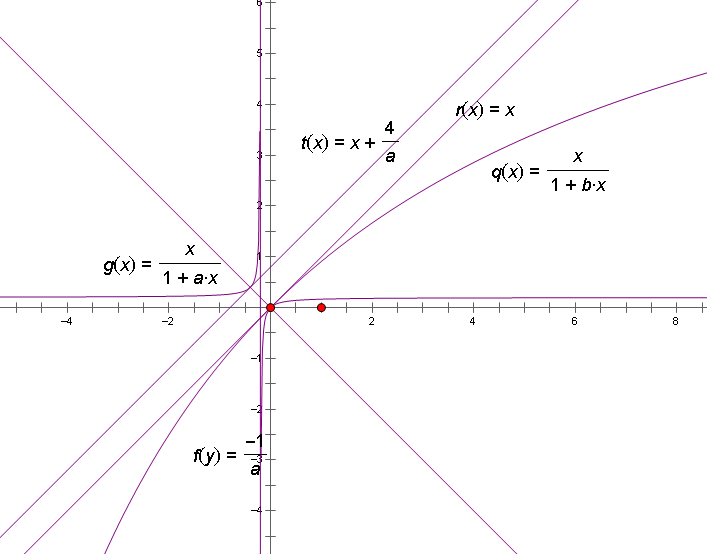 6
5
4
r(x) = x
t(x) = x + 4/a
3
q(x) = x/(1 + b·x)
2
1
g(x) = x/(1 + a·x)
−4 −2 2 4 6 8
−1
−2
f(y) = −1/a
−3
−4